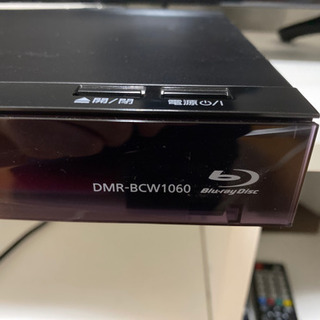 ▲開/閉 電源⏻/I
DMR-BCW1060 Blu-ray Disc